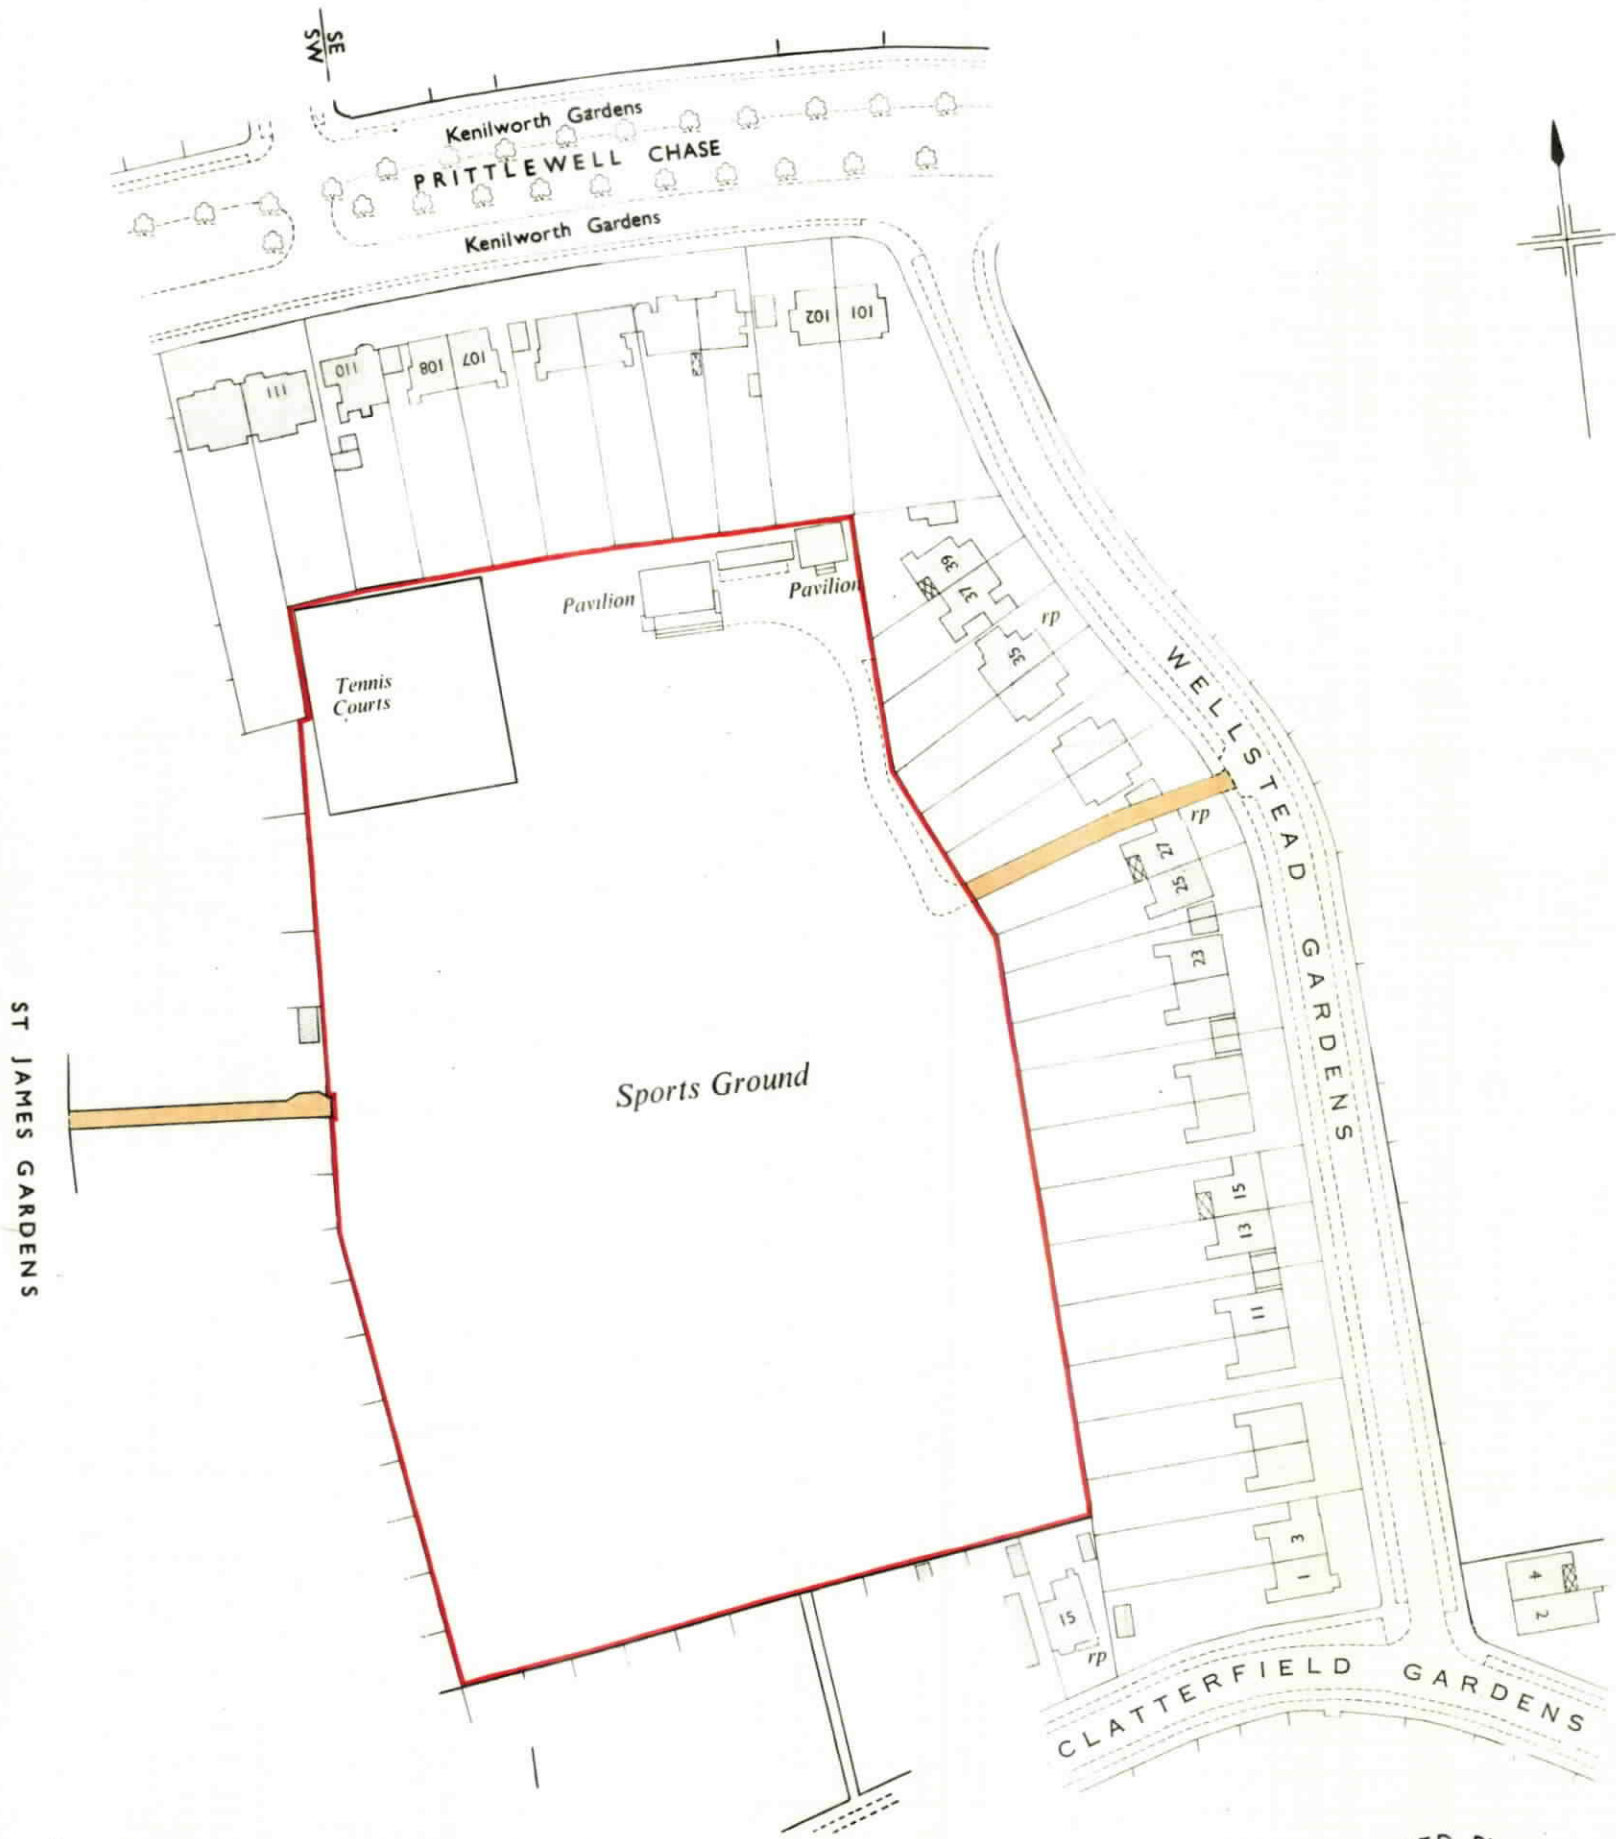 SE
SW
Kenilworth Gardens
PRITTLEWELL CHASE
Kenilworth Gardens
102
101
111
110
108
107
39
37
35
rp
Pavilion
Pavilion
Tennis
Courts
WELLSTEAD GARDENS
rp
27
25
23
Sports Ground
ST JAMES GARDENS
15
13
11
3
1
4
2
15
rp
CLATTERFIELD GARDENS